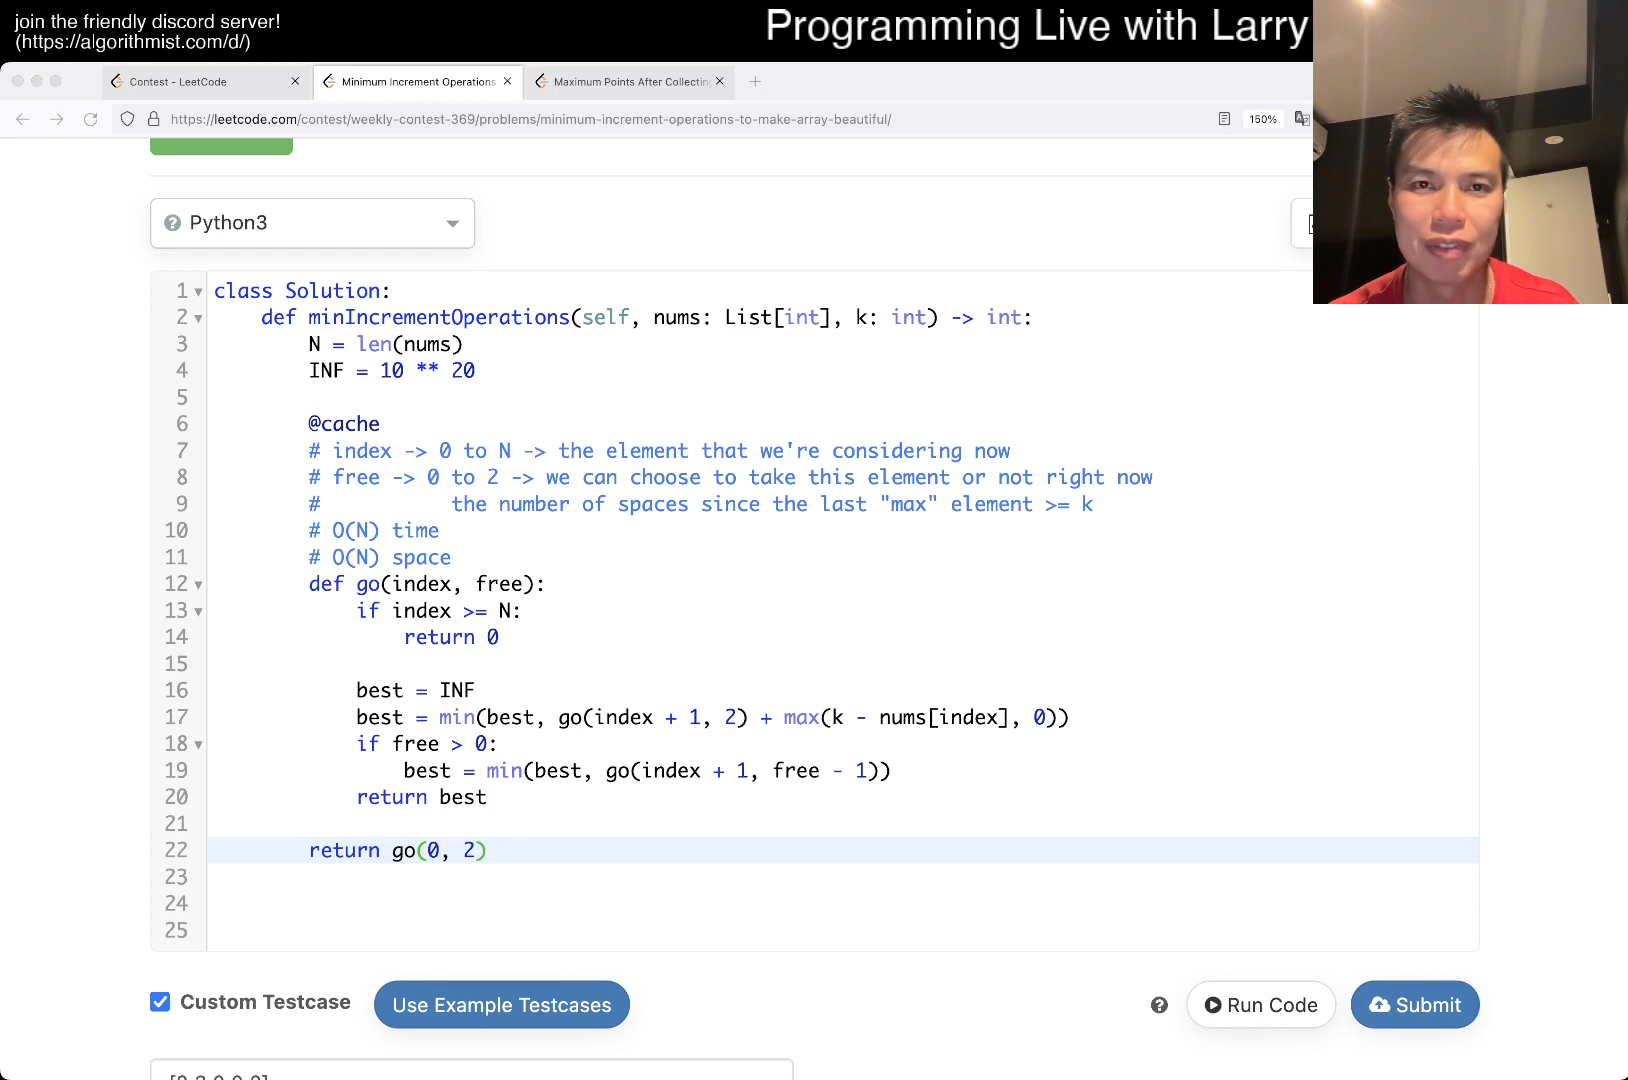 join the friendly discord server!
(https://algorithmist.com/d/)
Programming Live with Larry
Contest - LeetCode
Minimum Increment Operations
Maximum Points After Collectin
https://leetcode.com/contest/weekly-contest-369/problems/minimum-increment-operations-to-make-array-beautiful/
150%
Python3
1 class Solution:
2     def minIncrementOperations(self, nums: List[int], k: int) -> int:
3         N = len(nums)
4         INF = 10 ** 20
5
6         @cache
7         # index -> 0 to N -> the element that we're considering now
8         # free -> 0 to 2 -> we can choose to take this element or not right now
9         #           the number of spaces since the last "max" element >= k
10         # O(N) time
11         # O(N) space
12         def go(index, free):
13             if index >= N:
14                 return 0
15
16             best = INF
17             best = min(best, go(index + 1, 2) + max(k - nums[index], 0))
18             if free > 0:
19                 best = min(best, go(index + 1, free - 1))
20             return best
21
22         return go(0, 2)
23
24
25
Custom Testcase
Use Example Testcases
Run Code
Submit